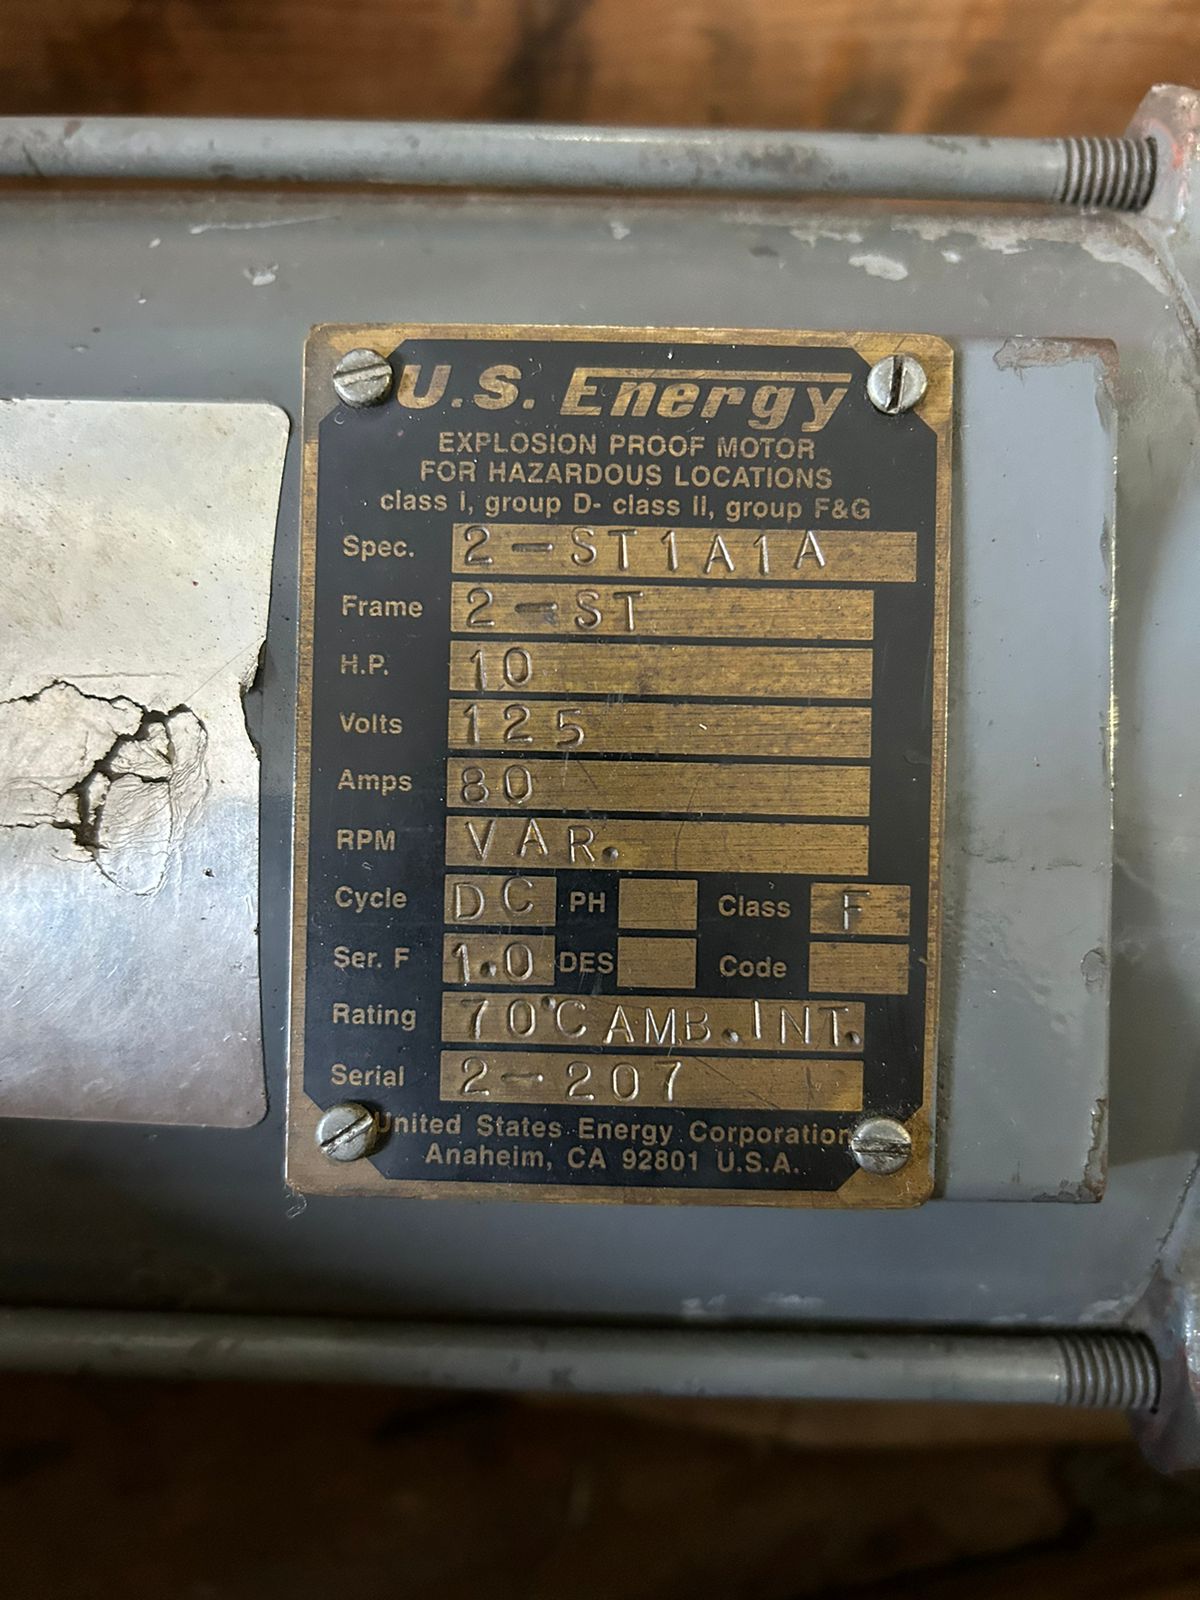 U.S. Energy
EXPLOSION PROOF MOTOR
FOR HAZARDOUS LOCATIONS
class I, group D- class II, group F&G
Spec. 2-ST1A1A
Frame 2-ST
H.P. 10
Volts 125
Amps 80
RPM VAR.
Cycle DC PH Class F
Ser. F 1.0 DES Code
Rating 70°C AMB. INT.
Serial 2-207
United States Energy Corporation
Anaheim, CA 92801 U.S.A.